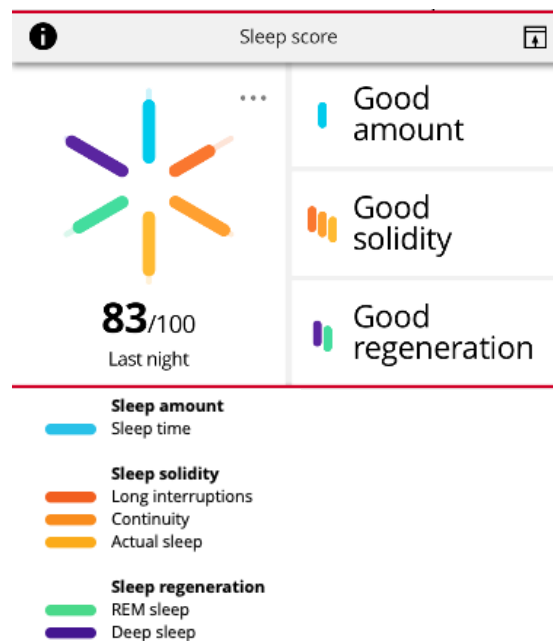 Sleep score
Good
amount
Good
solidity
83/100
Last night
Good
regeneration
Sleep amount
Sleep time
Sleep solidity
Long interruptions
Continuity
Actual sleep
Sleep regeneration
REM sleep
Deep sleep